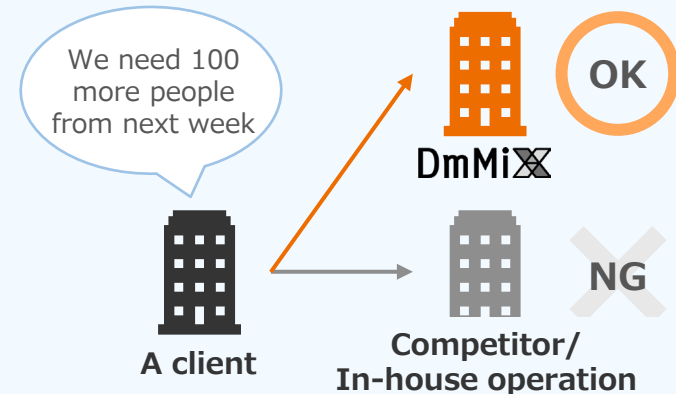 We need 100
more people
from next week
OK
DmMiX
NG
A client
Competitor/
In-house operation